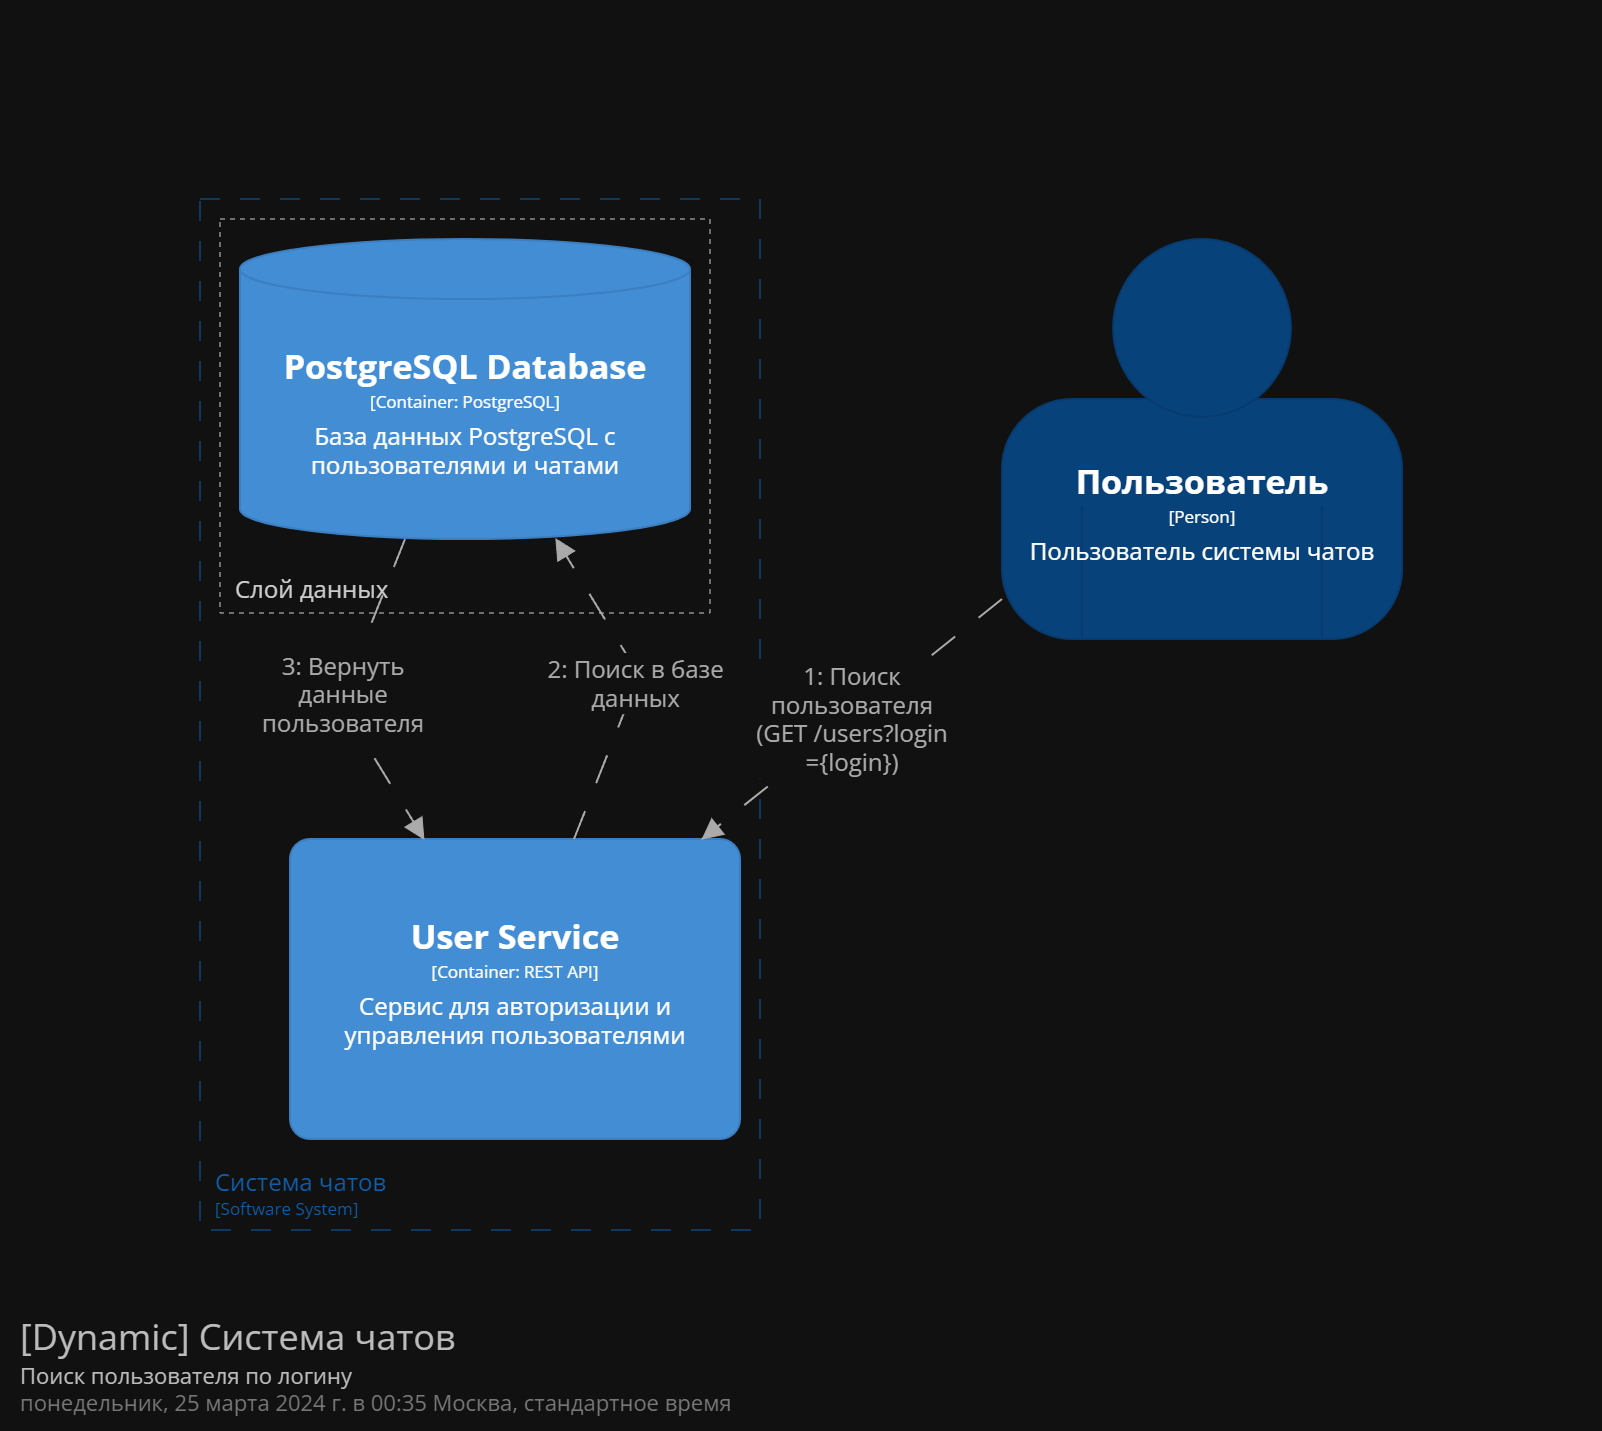 PostgreSQL Database
[Container: PostgreSQL]
База данных PostgreSQL с
пользователями и чатами
Слой данных
Пользователь
[Person]
Пользователь системы чатов
3: Вернуть
данные
пользователя
2: Поиск в базе
данных
1: Поиск
пользователя
(GET /users?login
={login})
User Service
[Container: REST API]
Сервис для авторизации и
управления пользователями
Система чатов
[Software System]
[Dynamic] Система чатов
Поиск пользователя по логину
понедельник, 25 марта 2024 г. в 00:35 Москва, стандартное время